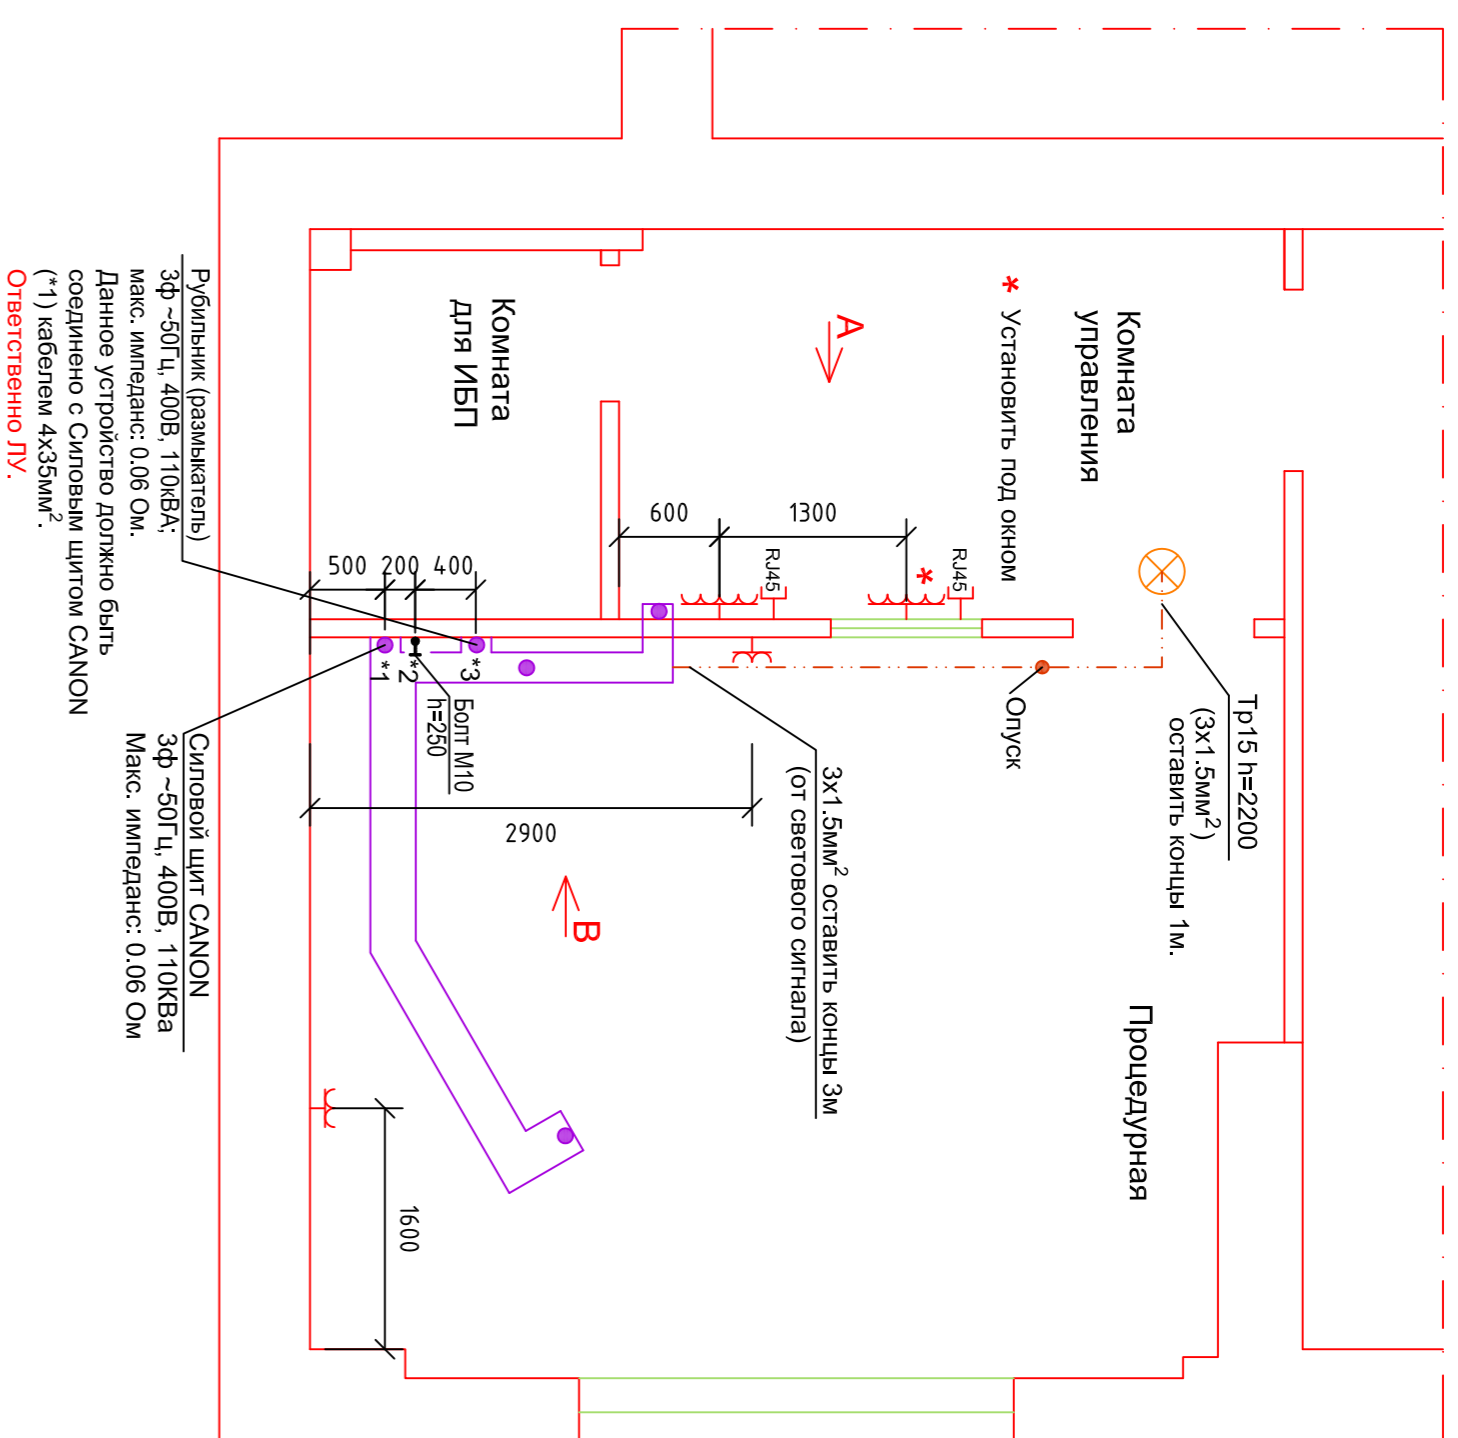 Комната
управления
* Установить под окном
A
Комната
для ИБП
600
1300
RJ45
RJ45
*
500
200
400
*1
*2
*3
Болт М10
h=250
Опуск
Тр15 h=2200
(3x1.5мм²)
оставить концы 1м.
3x1.5мм² оставить концы 3м
(от светового сигнала)
Процедурная
2900
B
1600
Рубильник (размыкатель)
3ф ~50Гц, 400В, 110кВА;
макс. импеданс: 0.06 Ом.
Данное устройство должно быть
соединено с Силовым щитом CANON
(*1) кабелем 4x35мм².
Ответственно ЛУ.
Силовой щит CANON
3ф ~50Гц, 400В, 110КВа
Макс. импеданс: 0.06 Ом